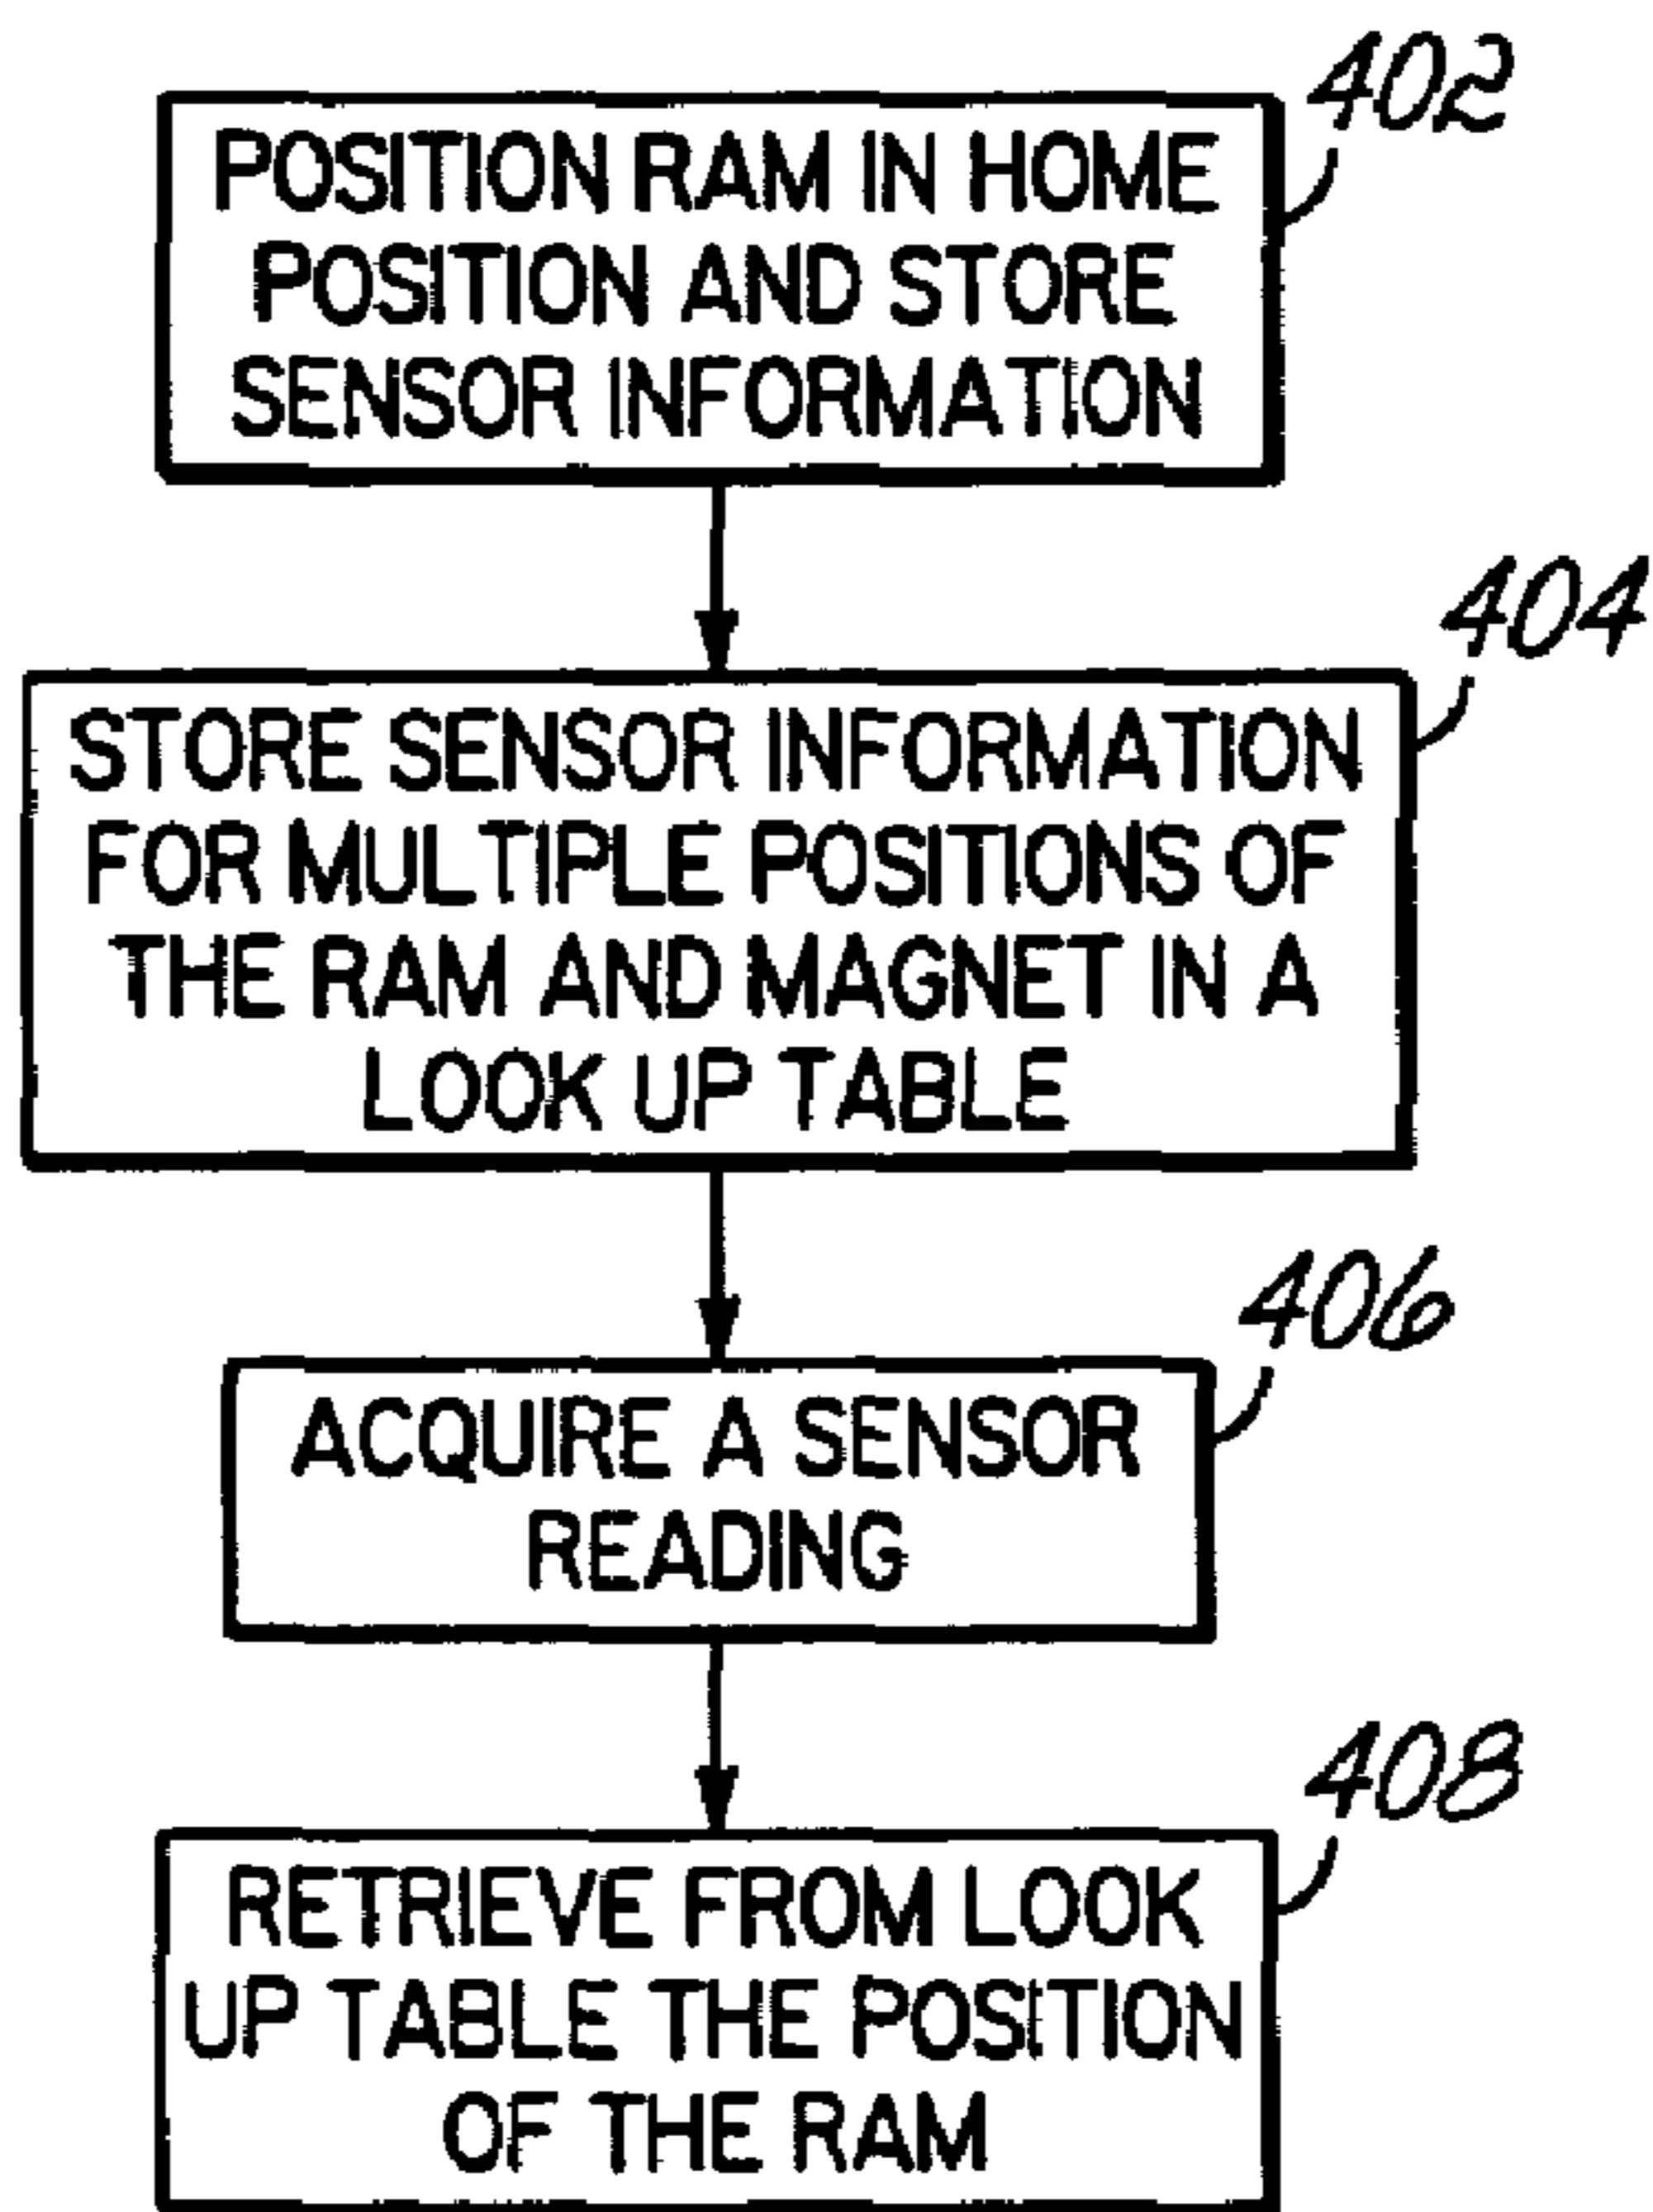 402
POSITION RAM IN HOME
POSITION AND STORE
SENSOR INFORMATION
404
STORE SENSOR INFORMATION
FOR MULTIPLE POSITIONS OF
THE RAM AND MAGNET IN A
LOOK UP TABLE
406
ACQUIRE A SENSOR
READING
408
RETRIEVE FROM LOOK
UP TABLE THE POSITION
OF THE RAM